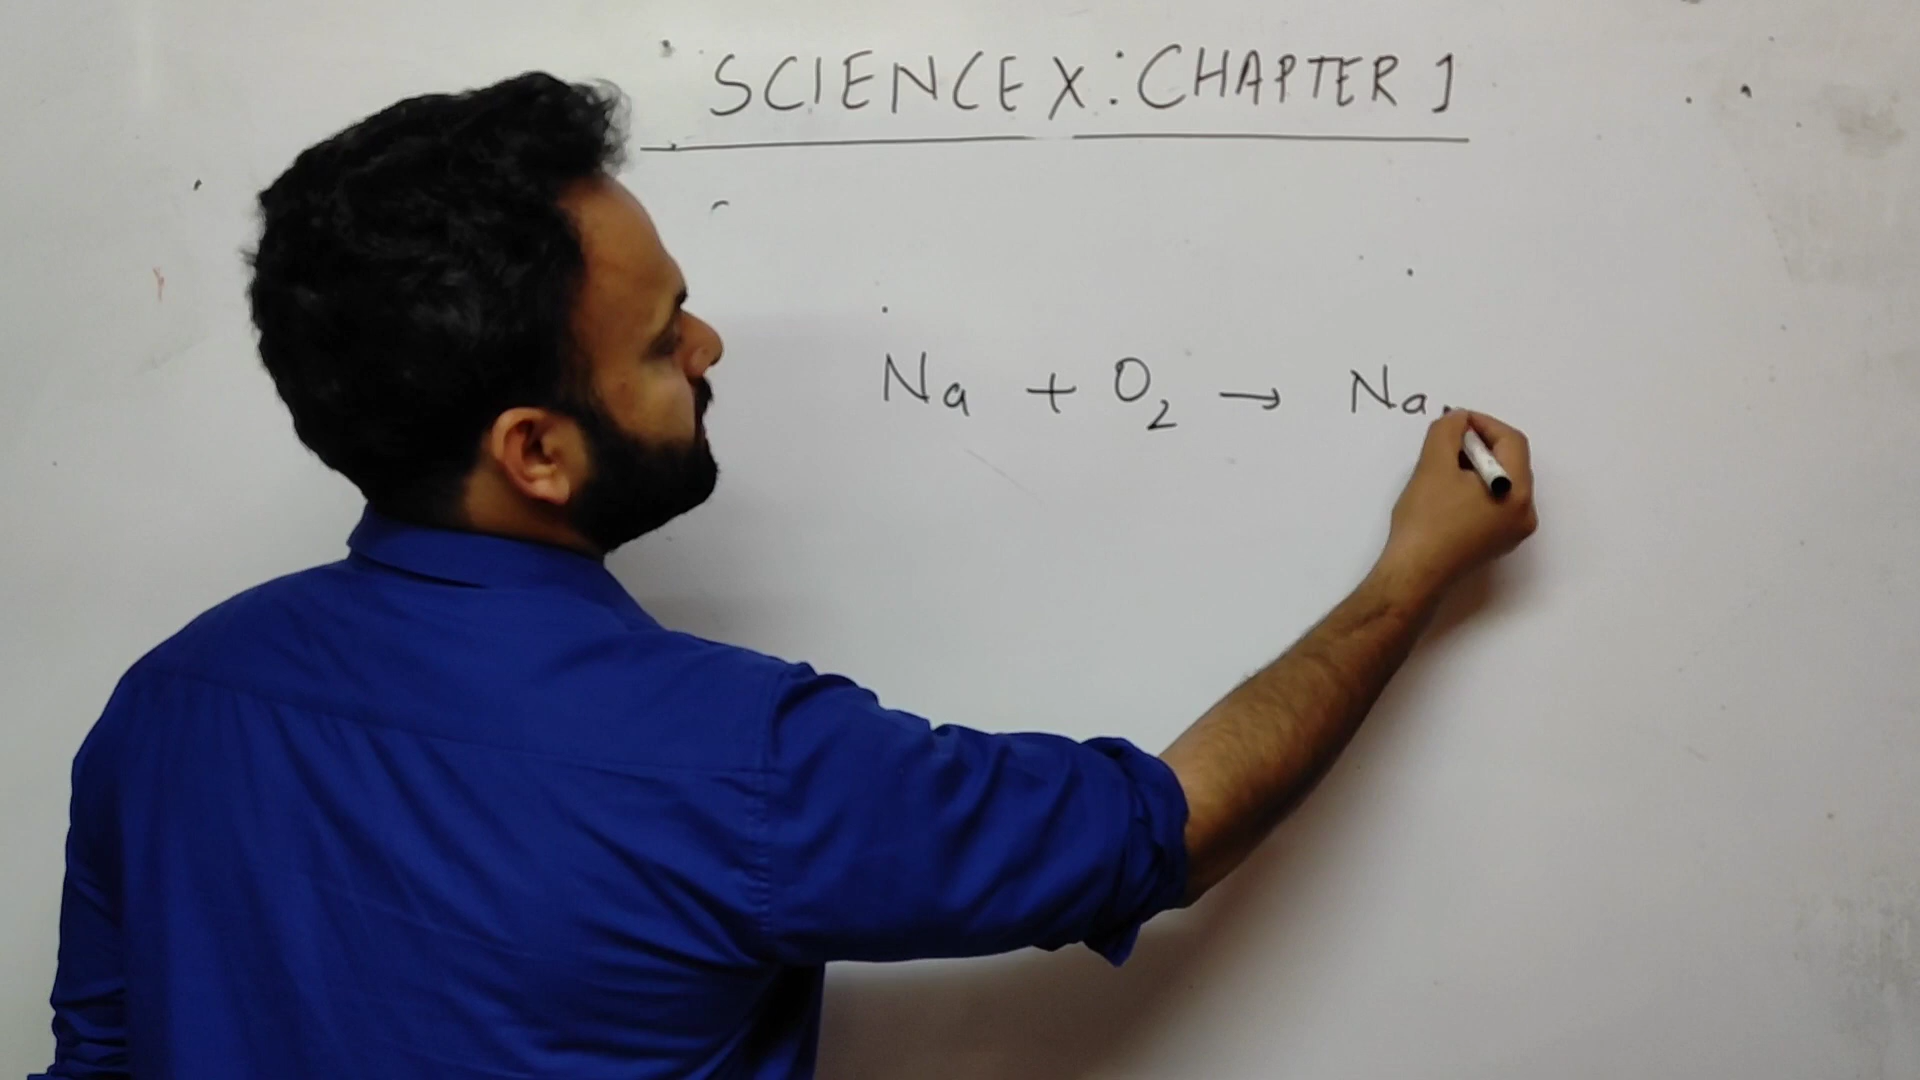 SCIENCE X: CHAPTER 1
Na + O₂ → Na